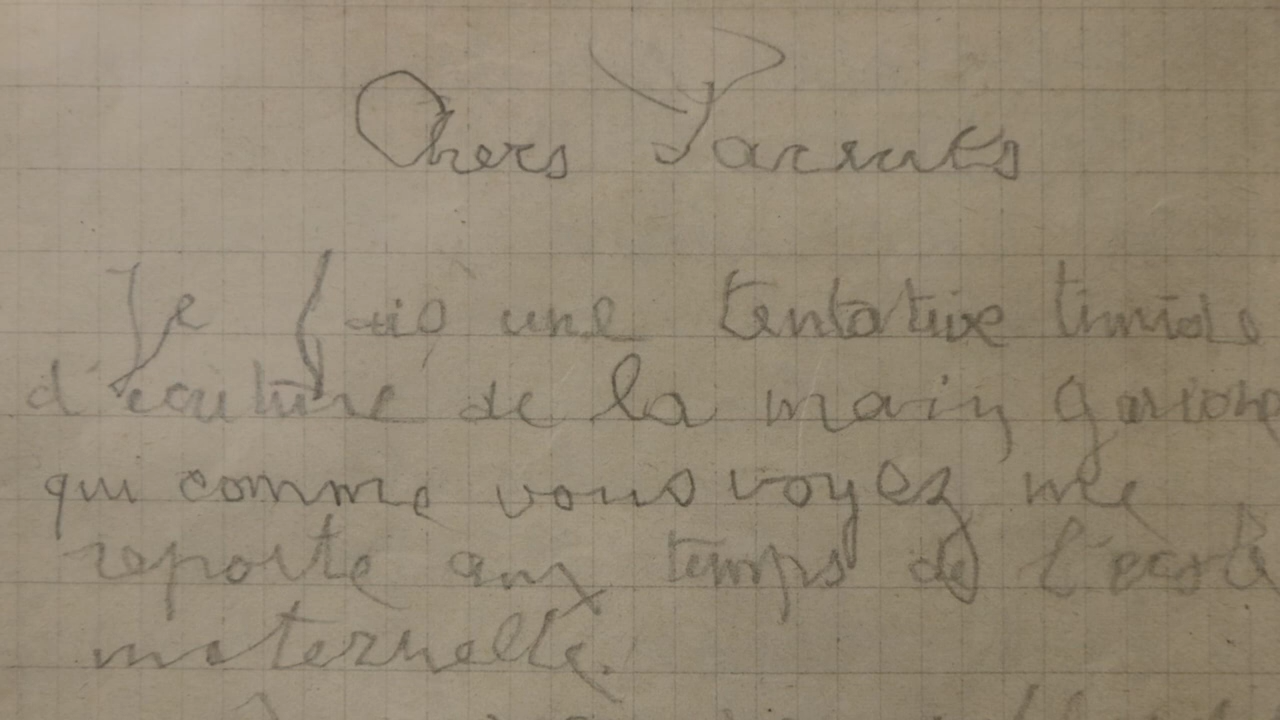 Chers Parents
Je fais une tentative timide
d'écriture de la main gauche
qui comme vous voyez me
reporte aux temps de l'école
maternelle.